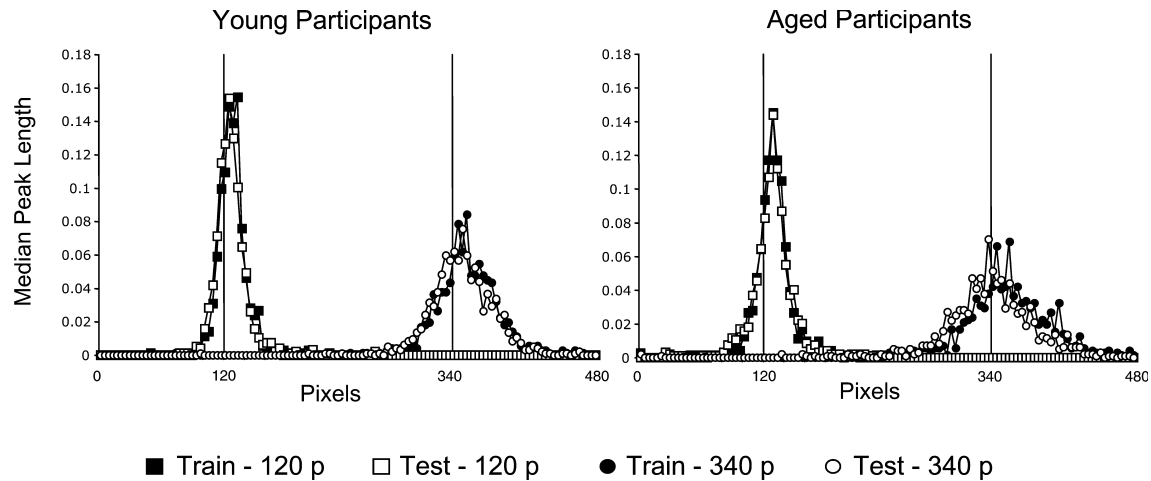 Young Participants
Aged Participants
Median Peak Length
0.18
0.16
0.14
0.12
0.1
0.08
0.06
0.04
0.02
0
0 120 340 480
Pixels
0.18
0.16
0.14
0.12
0.1
0.08
0.06
0.04
0.02
0
0 120 340 480
Pixels
Train - 120 p Test - 120 p Train - 340 p Test - 340 p